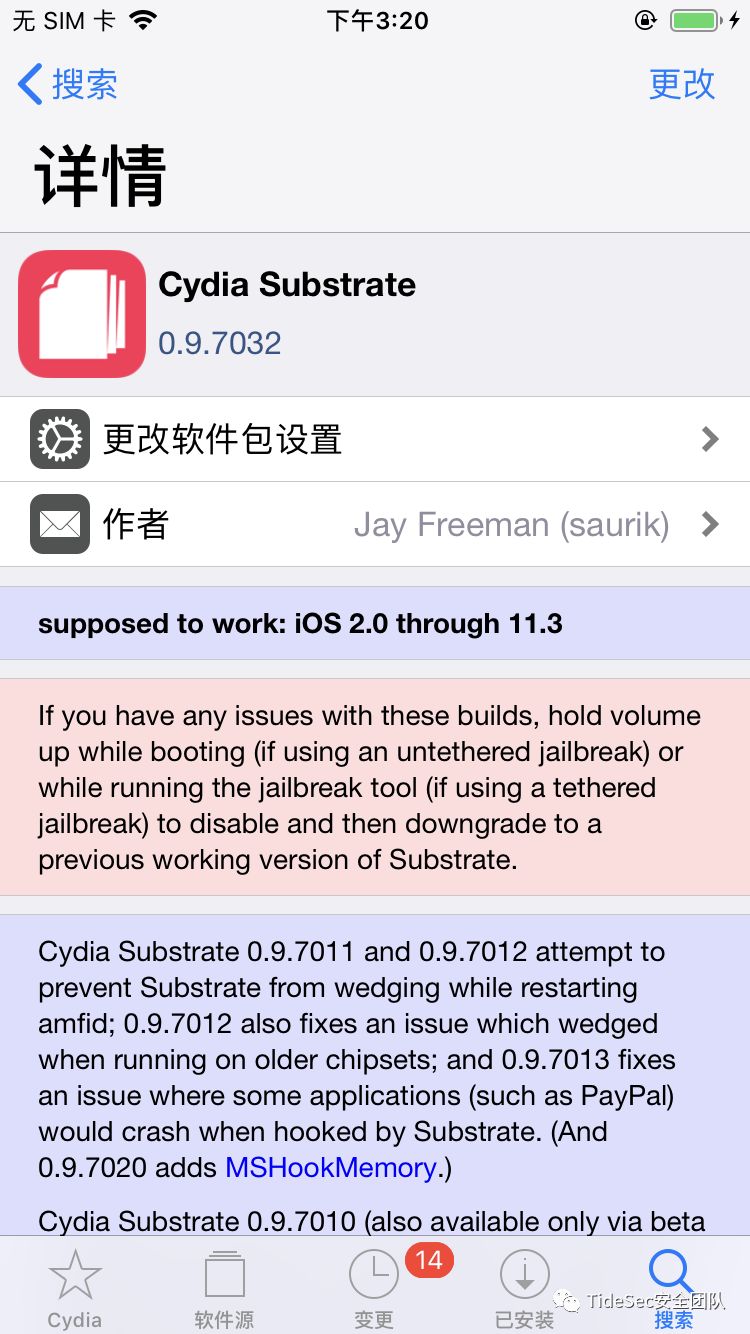 无 SIM 卡 下午3:20
搜索 更改
详情
Cydia Substrate
0.9.7032
更改软件包设置
作者 Jay Freeman (saurik)
supposed to work: iOS 2.0 through 11.3
If you have any issues with these builds, hold volume
up while booting (if using an untethered jailbreak) or
while running the jailbreak tool (if using a tethered
jailbreak) to disable and then downgrade to a
previous working version of Substrate.
Cydia Substrate 0.9.7011 and 0.9.7012 attempt to
prevent Substrate from wedging while restarting
amfid; 0.9.7012 also fixes an issue which wedged
when running on older chipsets; and 0.9.7013 fixes
an issue where some applications (such as PayPal)
would crash when hooked by Substrate. (And
0.9.7020 adds MSHookMemory.)
Cydia Substrate 0.9.7010 (also available only via beta
14
TideSec安全团队
Cydia 软件源 变更 已安装 搜索